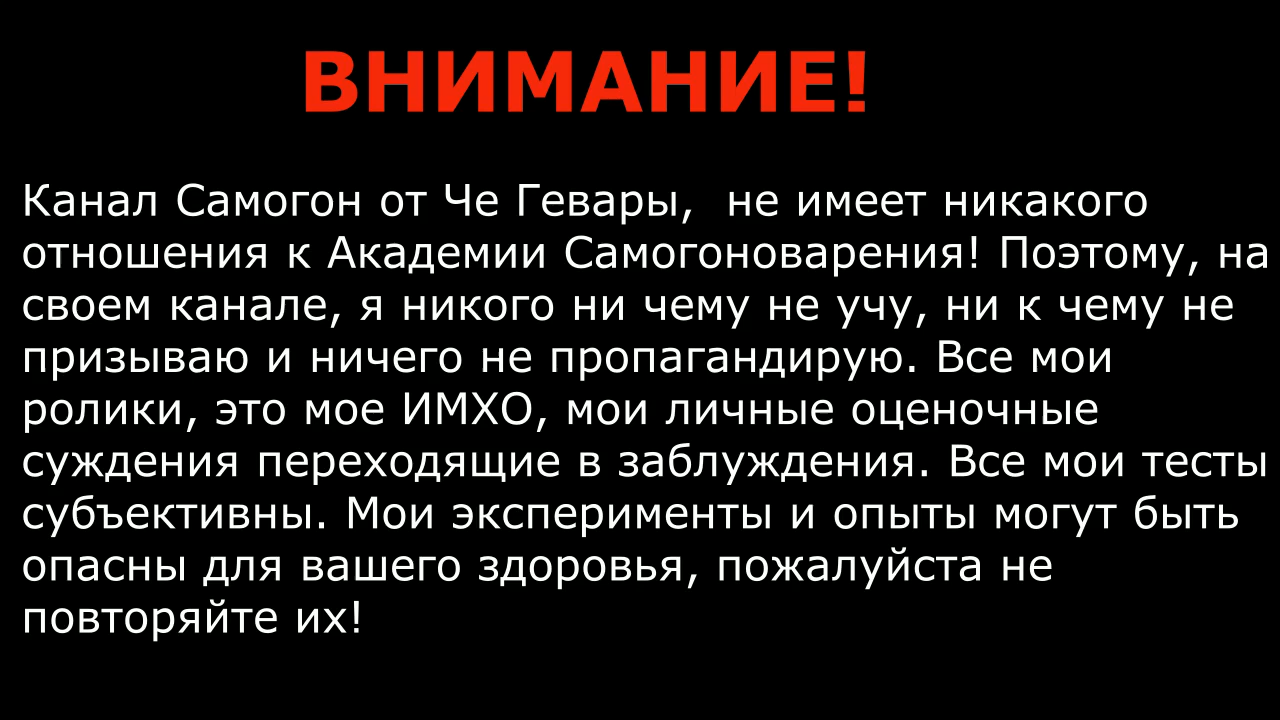 ВНИМАНИЕ!
Канал Самогон от Че Гевары,  не имеет никакого
отношения к Академии Самогоноварения! Поэтому, на
своем канале, я никого ни чему не учу, ни к чему не
призываю и ничего не пропагандирую. Все мои
ролики, это мое ИМХО, мои личные оценочные
суждения переходящие в заблуждения. Все мои тесты
субъективны. Мои эксперименты и опыты могут быть
опасны для вашего здоровья, пожалуйста не
повторяйте их!